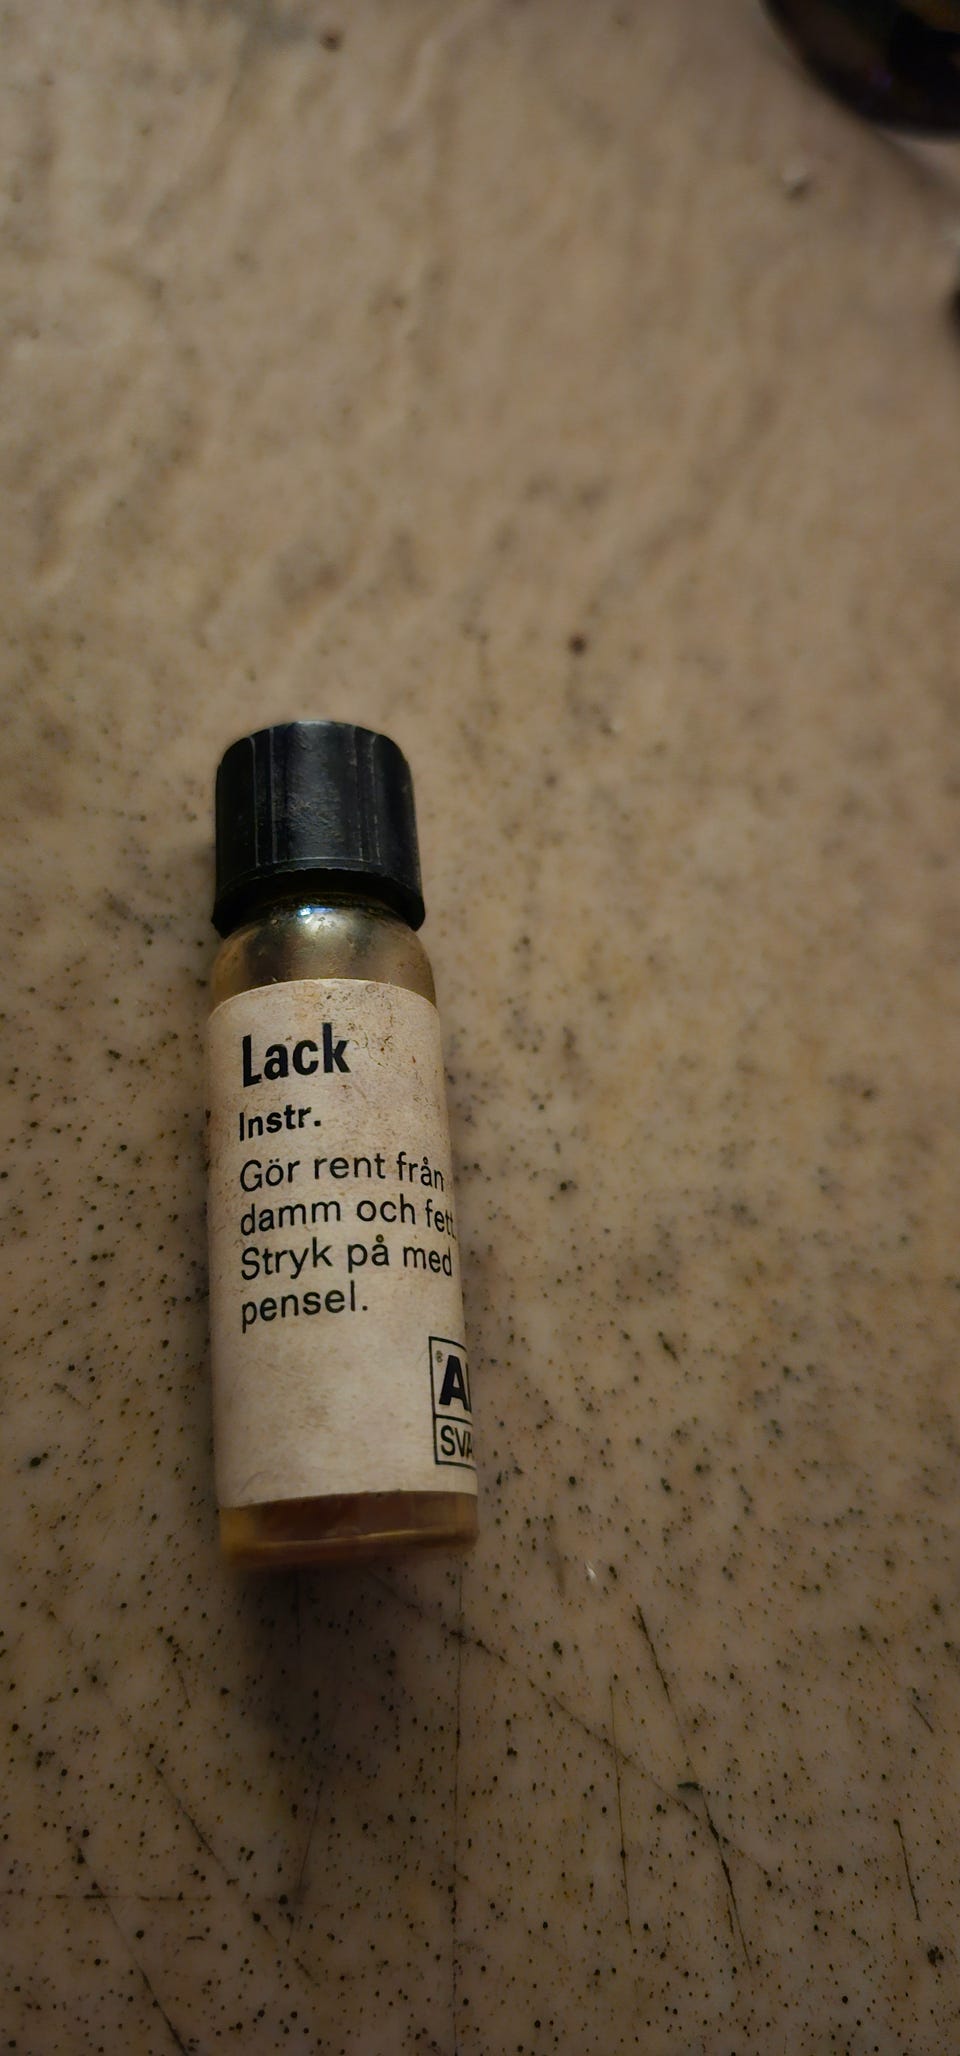 Lack
Instr.
Gör rent från
damm och fett.
Stryk på med
pensel.